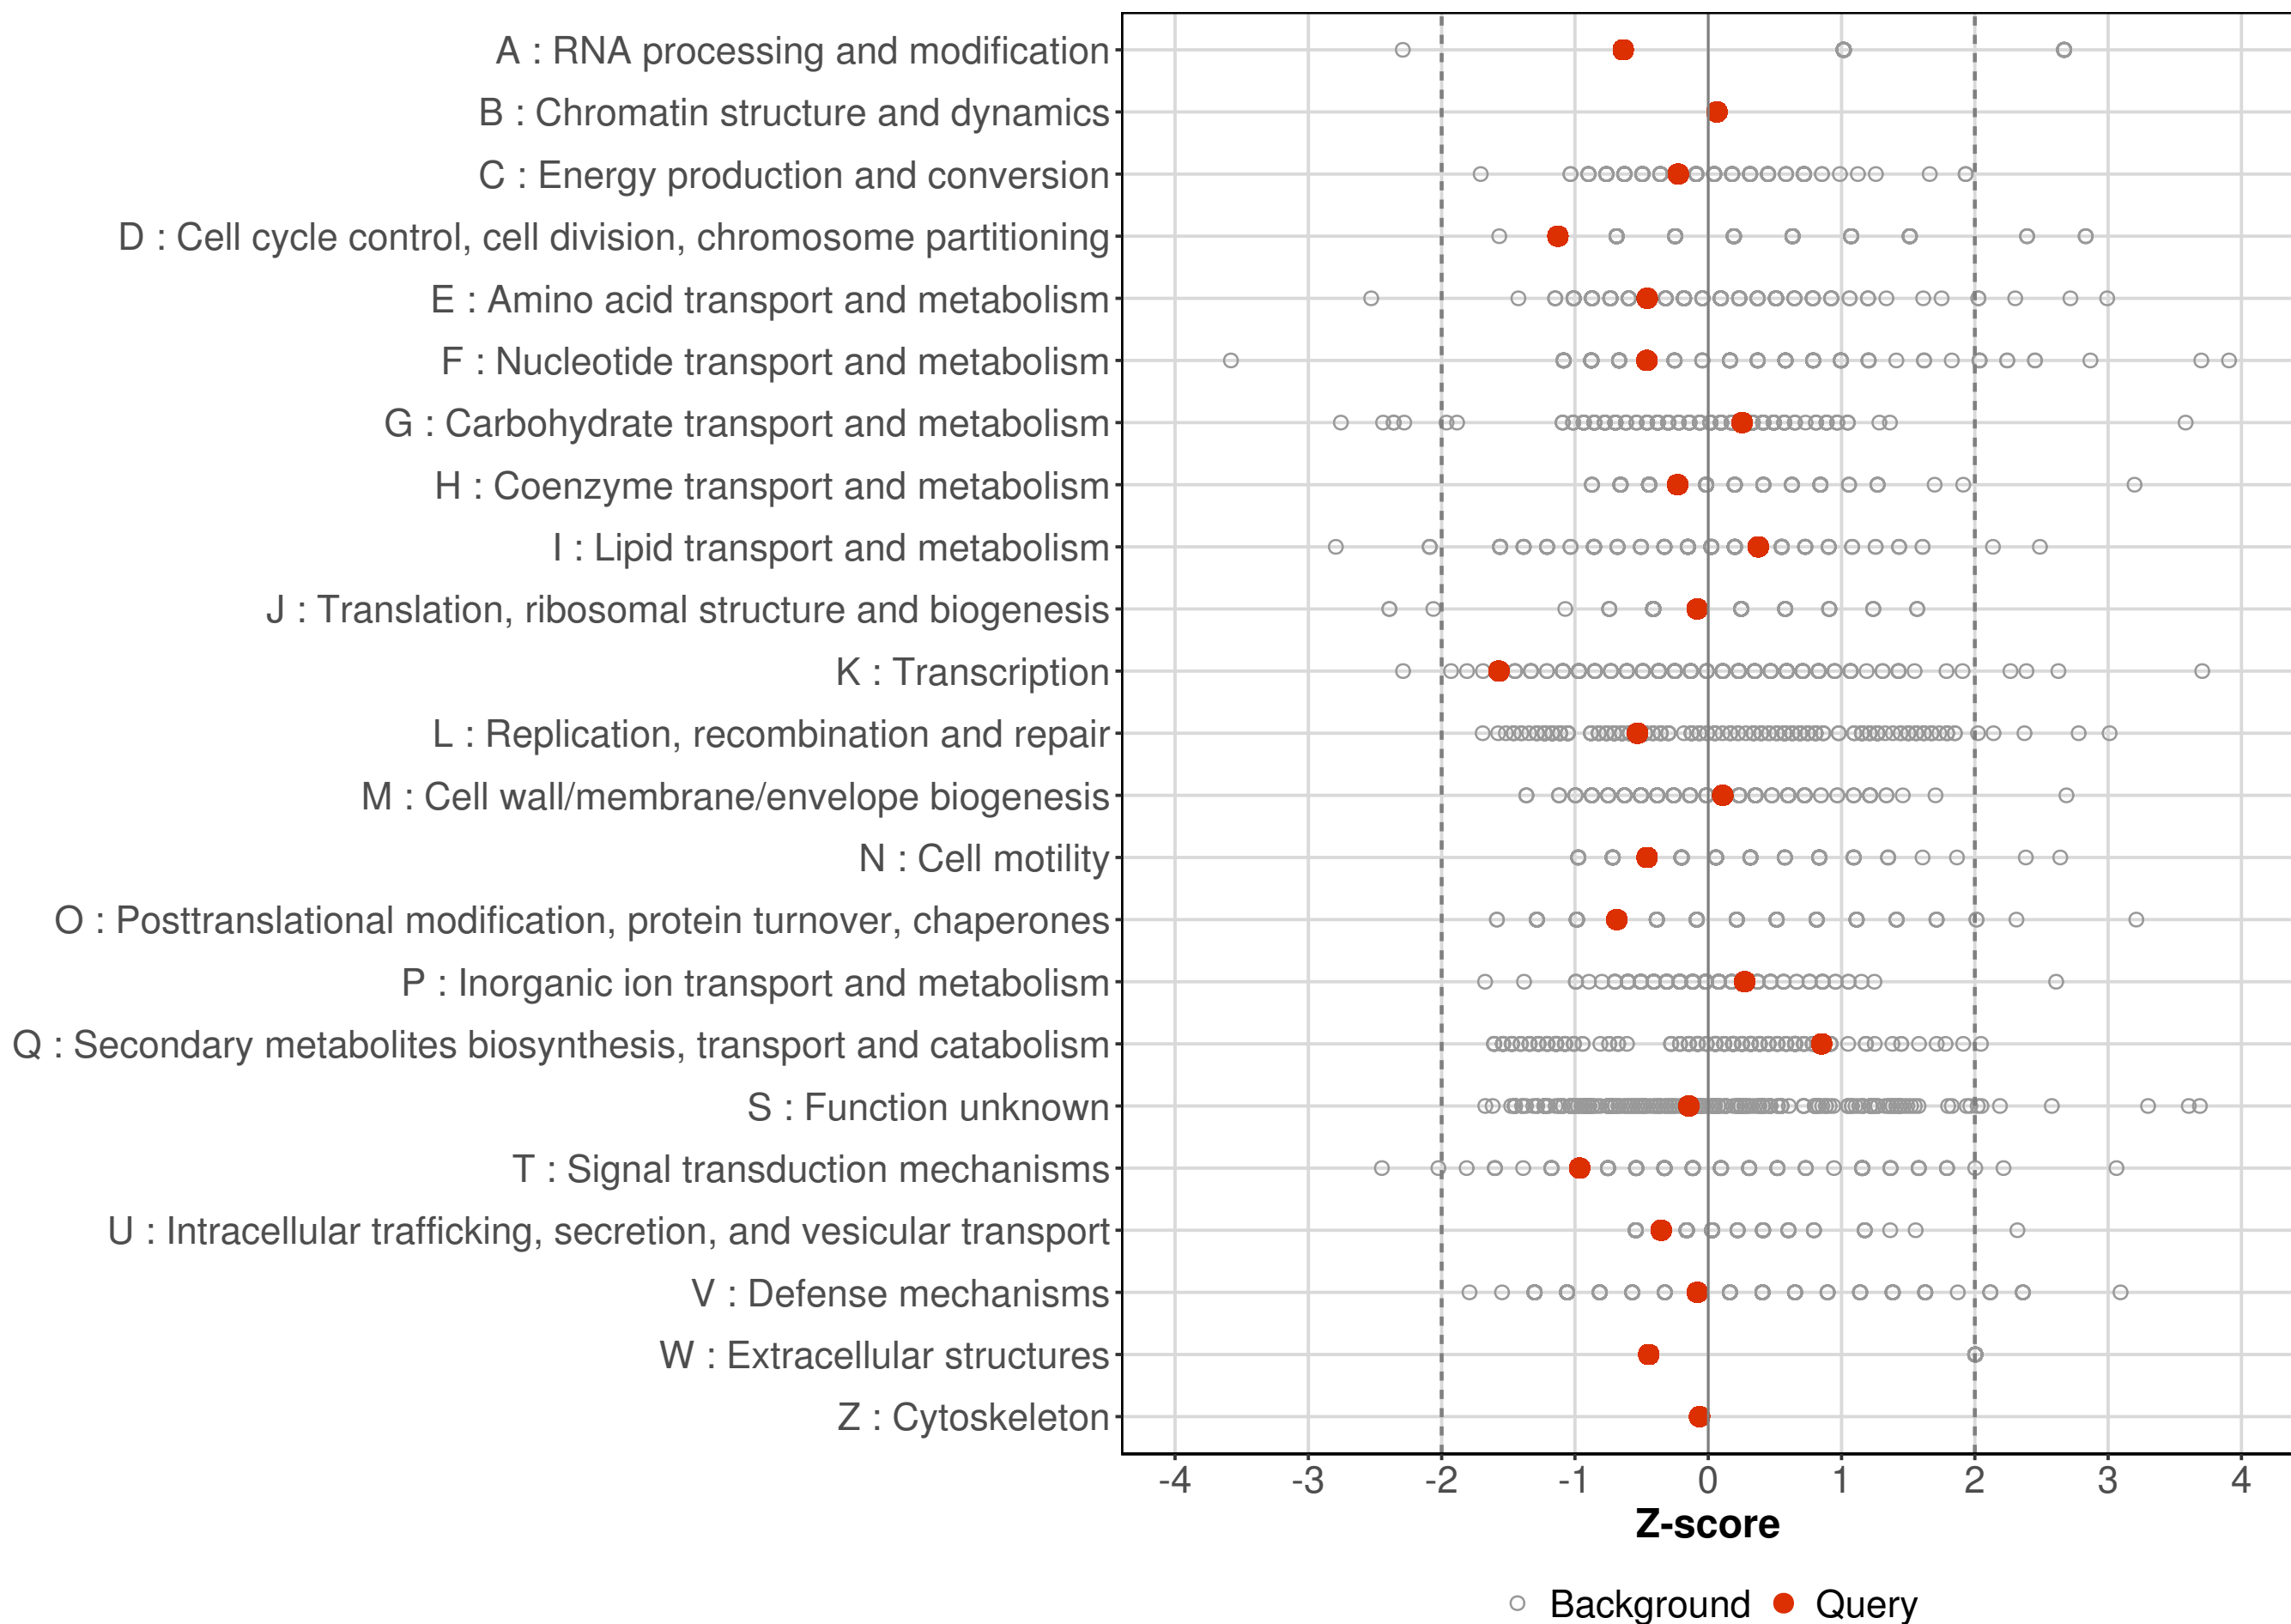 A : RNA processing and modification
B : Chromatin structure and dynamics
C : Energy production and conversion
D : Cell cycle control, cell division, chromosome partitioning
E : Amino acid transport and metabolism
F : Nucleotide transport and metabolism
G : Carbohydrate transport and metabolism
H : Coenzyme transport and metabolism
I : Lipid transport and metabolism
J : Translation, ribosomal structure and biogenesis
K : Transcription
L : Replication, recombination and repair
M : Cell wall/membrane/envelope biogenesis
N : Cell motility
O : Posttranslational modification, protein turnover, chaperones
P : Inorganic ion transport and metabolism
Q : Secondary metabolites biosynthesis, transport and catabolism
S : Function unknown
T : Signal transduction mechanisms
U : Intracellular trafficking, secretion, and vesicular transport
V : Defense mechanisms
W : Extracellular structures
Z : Cytoskeleton
-4 -3 -2 -1 0 1 2 3 4
Z-score
Background Query